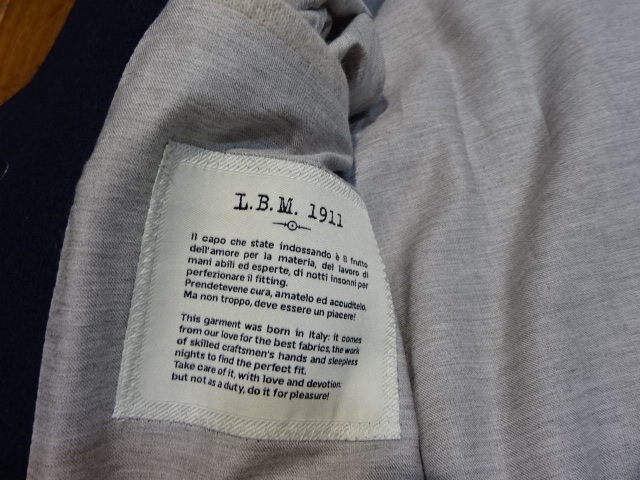 L.B.M. 1911
Il capo che state indossando è il frutto
dell'amore per la materia, del lavoro di
mani abili ed esperte, di notti insonni per
perfezionare il fitting.
Prendetevene cura, amatelo ed accuditelo.
Ma non troppo, deve essere un piacere!
This garment was born in Italy: it comes
from our love for the best fabrics, the work
of skilled craftsmen's hands and sleepless
nights to find the perfect fit.
Take care of it, with love and devotion:
but not as a duty, do it for pleasure!